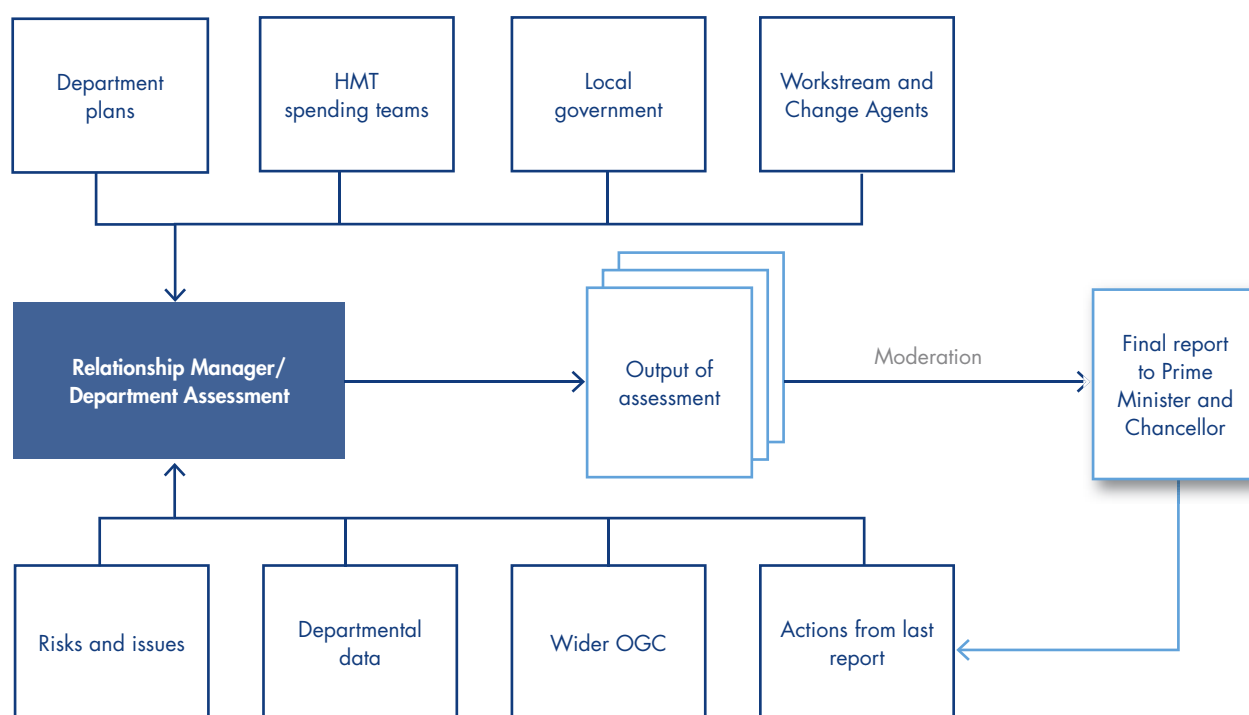 Department
plans
HMT
spending teams
Local
government
Workstream and
Change Agents
Relationship Manager/
Department Assessment
Output of
assessment
Moderation
Final report
to Prime
Minister and
Chancellor
Risks and issues
Departmental
data
Wider OGC
Actions from last
report